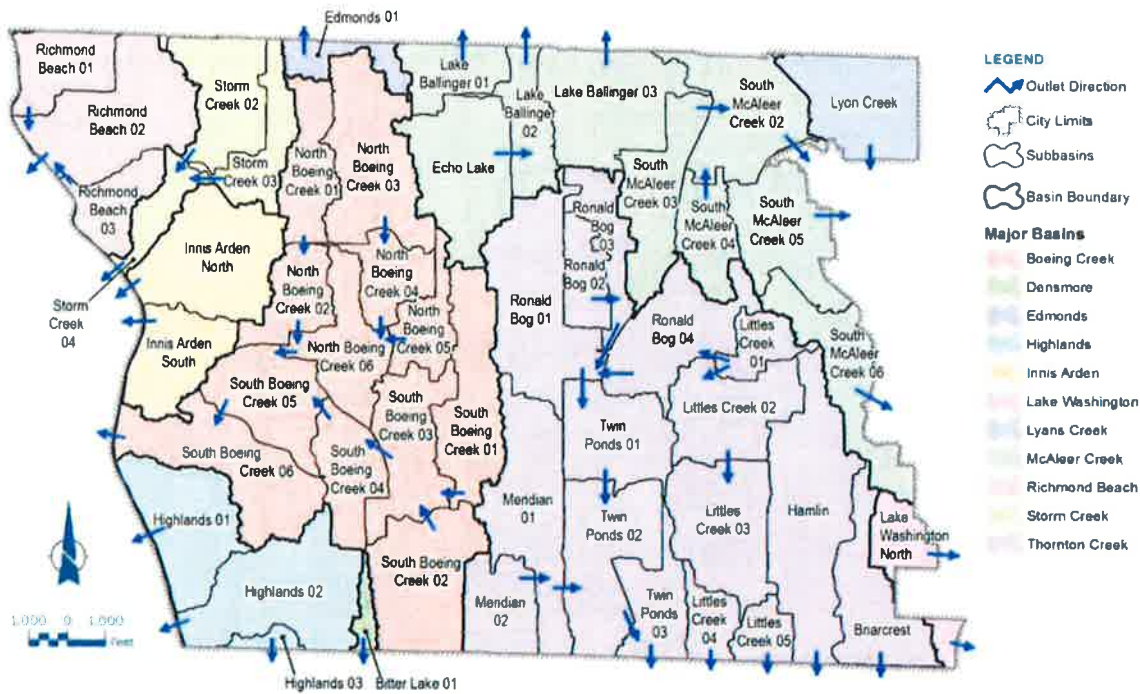 Edmonds 01
Richmond
Beach 01
Storm
Creek 02
Lake
Ballinger 01
Lake
Ballinger
02
Lake Ballinger 03
South
McAleer
Creek 02
Lyon Creek
Richmond
Beach 02
North
Boeing
Creek 01
North
Boeing
Creek 03
Echo Lake
Storm
Creek 03
Richmond
Beach
03
South
McAleer
Creek 03
South
McAleer
Creek 04
South
McAleer
Creek 05
Ronald
Bog
03
Ronald
Bog 02
Innis Arden
North
North
Boeing
Creek 02
North
Boeing
Creek 04
Storm
Creek
04
Ronald
Bog 01
North
Boeing
Creek 05
Ronald
Bog 04
Littles
Creek
01
South
McAleer
Creek 06
Innis Arden
South
North Boeing
Creek 06
South Boeing
Creek 05
South
Boeing
Creek 03
South
Boeing
Creek 01
Littles Creek 02
Twin
Ponds 01
South Boeing
Creek 06
South
Boeing
Creek 04
Mendian
01
Twin
Ponds 02
Littles
Creek 03
Hamlin
Lake
Washington
North
Highlands 01
South Boeing
Creek 02
Highlands 02
Mendian
02
Twin
Ponds
03
Littles
Creek
04
Littles
Creek 05
Briarcrest
Highlands 03
Bitter Lake 01
1,000 0 1,000
Feet
LEGEND
Outlet Direction
City Limits
Subbasins
Basin Boundary
Major Basins
Boeing Creek
Densmore
Edmonds
Highlands
Innis Arden
Lake Washington
Lyans Creek
McAleer Creek
Richmond Beach
Storm Creek
Thornton Creek